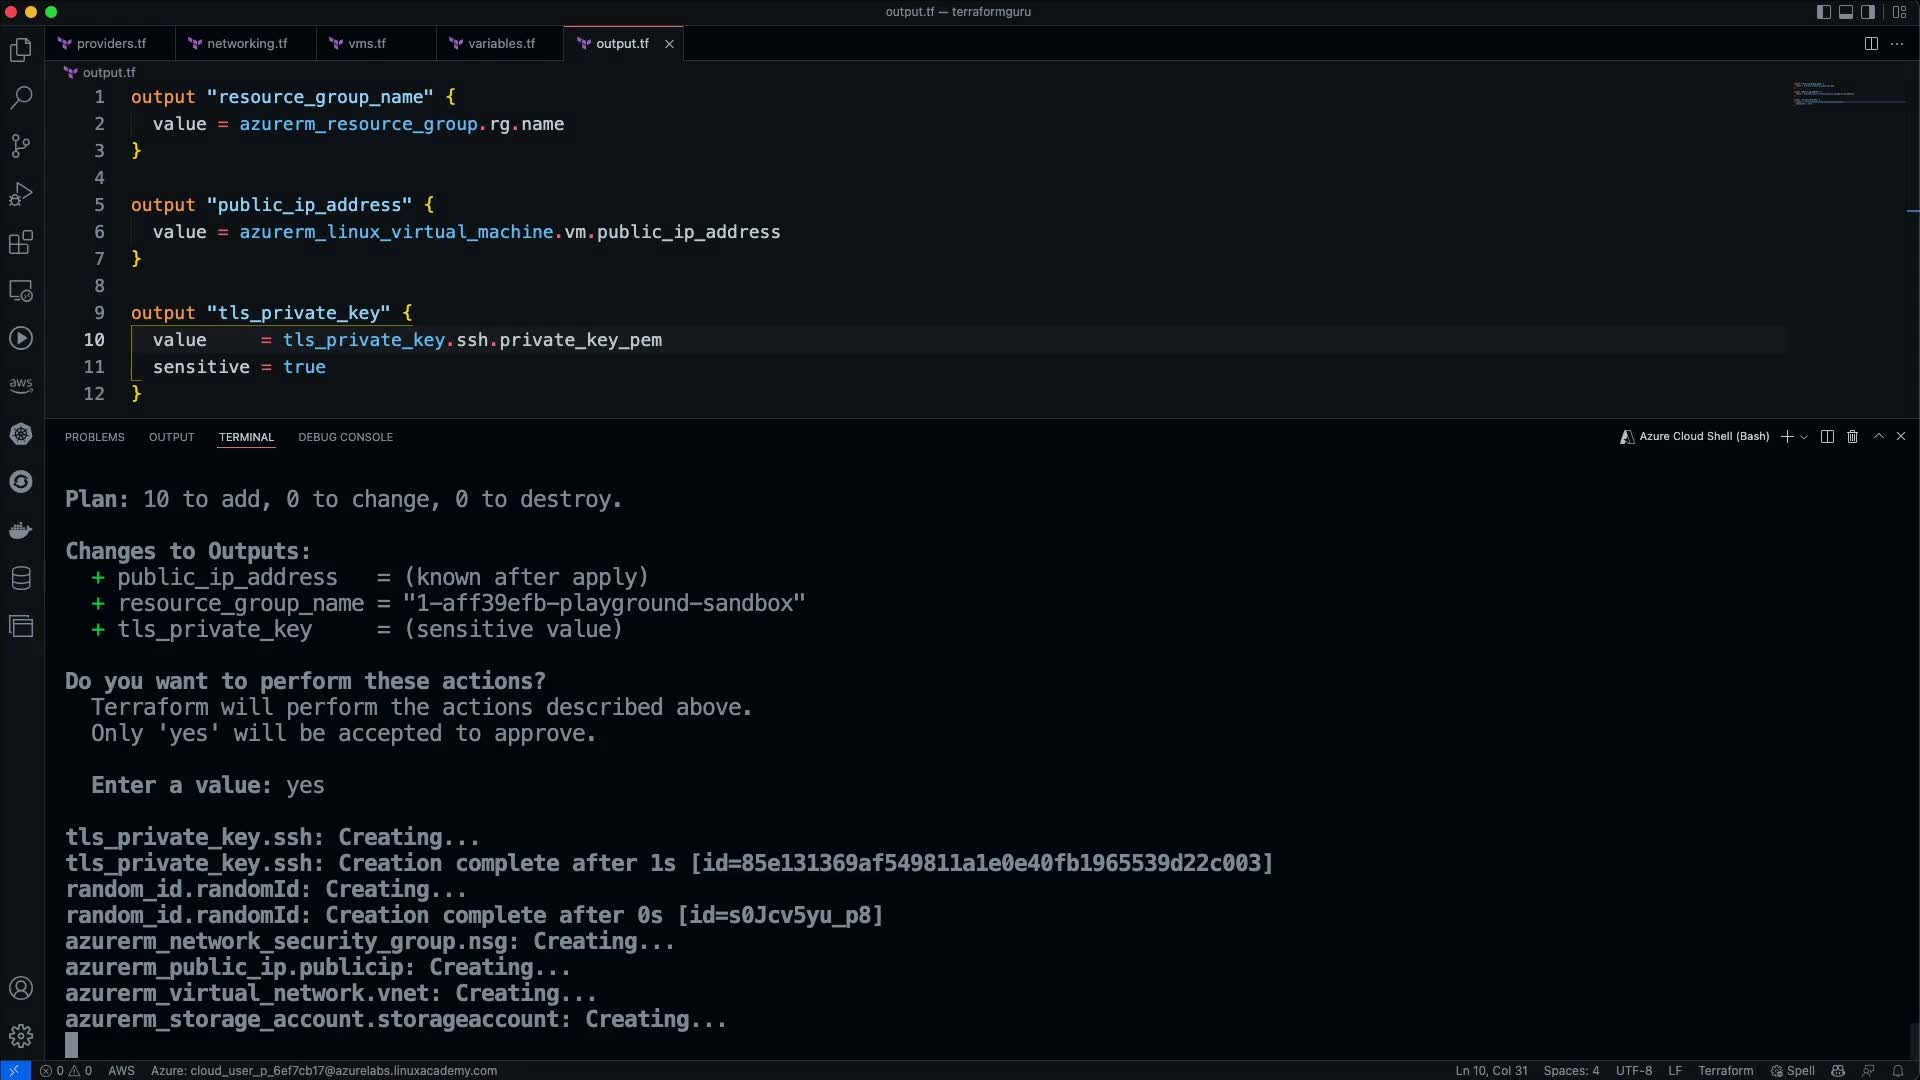 output.tf — terraformguru
providers.tf networking.tf vms.tf variables.tf output.tf
output.tf
1 output "resource_group_name" {
2 value = azurerm_resource_group.rg.name
3 }
4
5 output "public_ip_address" {
6 value = azurerm_linux_virtual_machine.vm.public_ip_address
7 }
8
9 output "tls_private_key" {
10 value     = tls_private_key.ssh.private_key_pem
11 sensitive = true
12 }
PROBLEMS OUTPUT TERMINAL DEBUG CONSOLE Azure Cloud Shell (Bash)
Plan: 10 to add, 0 to change, 0 to destroy.
Changes to Outputs:
+ public_ip_address   = (known after apply)
+ resource_group_name = "1-aff39efb-playground-sandbox"
+ tls_private_key     = (sensitive value)
Do you want to perform these actions?
Terraform will perform the actions described above.
Only 'yes' will be accepted to approve.
Enter a value: yes
tls_private_key.ssh: Creating...
tls_private_key.ssh: Creation complete after 1s [id=85e131369af549811a1e0e40fb1965539d22c003]
random_id.randomId: Creating...
random_id.randomId: Creation complete after 0s [id=s0Jcv5yu_p8]
azurerm_network_security_group.nsg: Creating...
azurerm_public_ip.publicip: Creating...
azurerm_virtual_network.vnet: Creating...
azurerm_storage_account.storageaccount: Creating...
0 0 AWS Azure: cloud_user_p_6ef7cb17@azurelabs.linuxacademy.com Ln 10, Col 31 Spaces: 4 UTF-8 LF Terraform Spell
aws